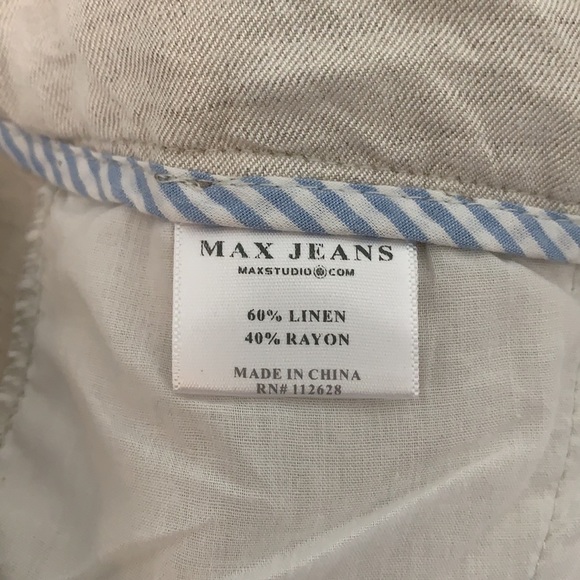 MAX JEANS
MAXSTUDIO@COM
60% LINEN
40% RAYON
MADE IN CHINA
RN# 112628